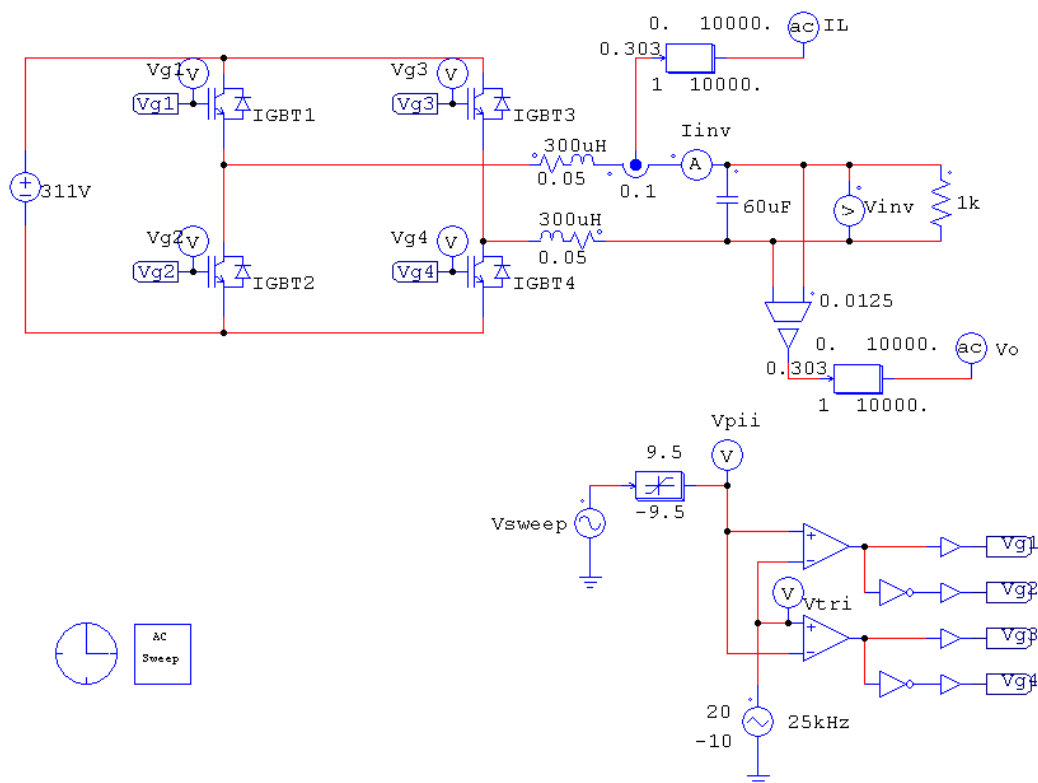 0. 10000.
ac IL
0.303
1 10000.
Vg1
V
Vg1
IGBT1
Vg3
V
Vg3
IGBT3
Iinv
A
300uH
0.05
0.1
311V
60uF
V
Vinv
1k
Vg2
V
Vg2
IGBT2
Vg4
V
Vg4
IGBT4
300uH
0.05
0.0125
0. 10000.
ac Vo
0.303
1 10000.
Vpii
V
9.5
-9.5
Vsweep
+
-
Vg1
Vg2
V
Vtri
+
-
Vg3
Vg4
AC
Sweep
20
-10
25kHz